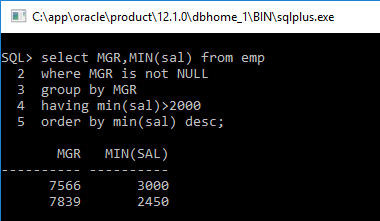 C:\app\oracle\product\12.1.0\dbhome_1\BIN\sqlplus.exe
SQL> select MGR,MIN(sal) from emp
  2  where MGR is not NULL
  3  group by MGR
  4  having min(sal)>2000
  5  order by min(sal) desc;
       MGR   MIN(SAL)
---------- ----------
      7566       3000
      7839       2450